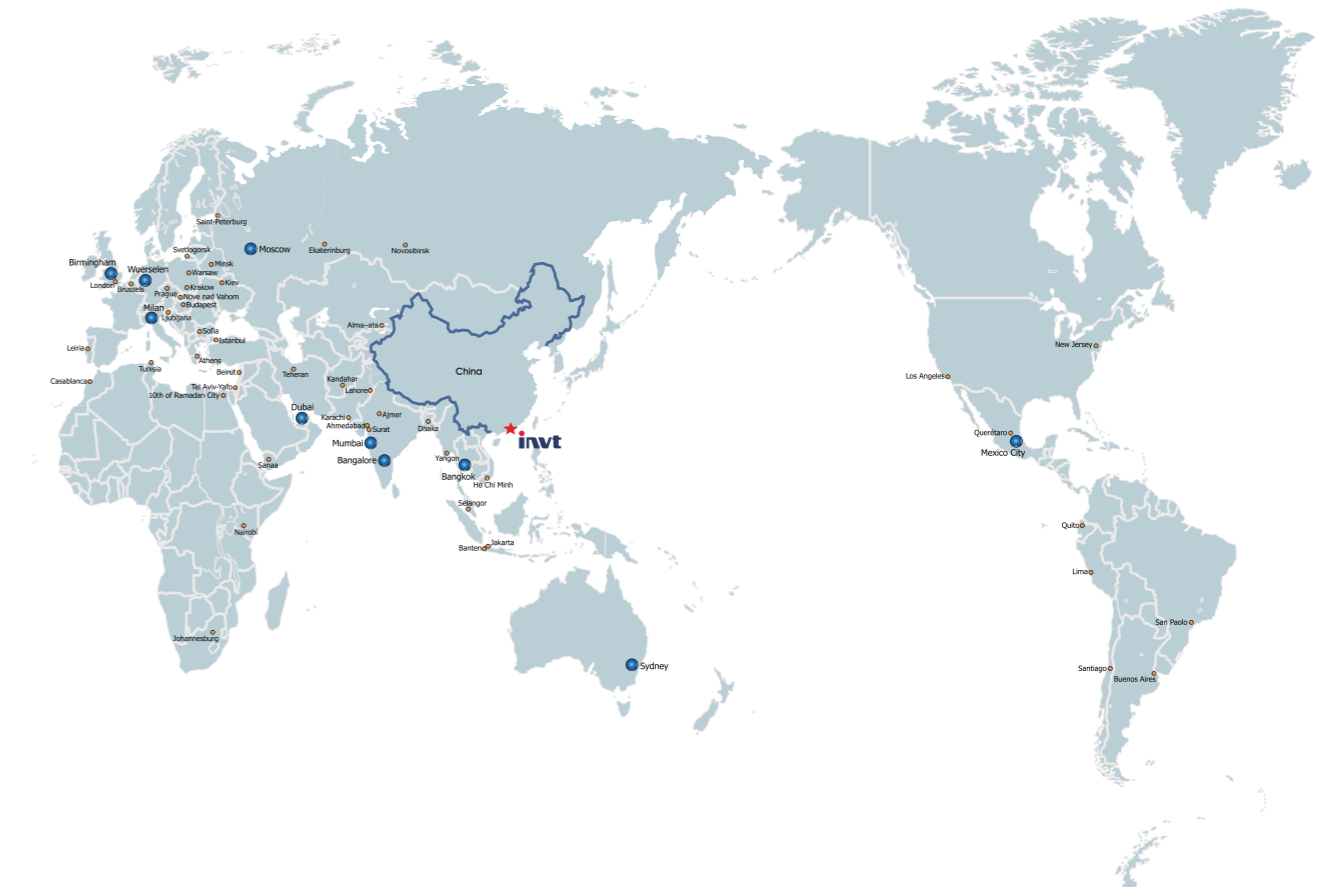 Saint-Peterburg
Moscow
Svetlogorsk
Ekaterinburg
Novosibirsk
Birmingham
Wuerselen
Minsk
Warsaw
London
Brussels
Prague
Krakow
Kiev
Nove nad Vahom
Budapest
Milan
Ljubljana
Sofia
Alma-ata
Istanbul
Leiria
Athens
Tunisia
Beirut
Teheran
China
New Jersey
Casablanca
Tel Aviv-Yafo
Kandahar
Lahore
Los Angeles
10th of Ramadan City
Dubai
Karachi
Ajmer
Ahmedabad
Surat
Dhaka
Mumbai
invt
Querétaro
Mexico City
Sanaa
Bangalore
Yangon
Bangkok
Ho Chi Minh
Selangor
Nairobi
Quito
Jakarta
Banten
Lima
Johannesburg
San Paolo
Sydney
Santiago
Buenos Aires